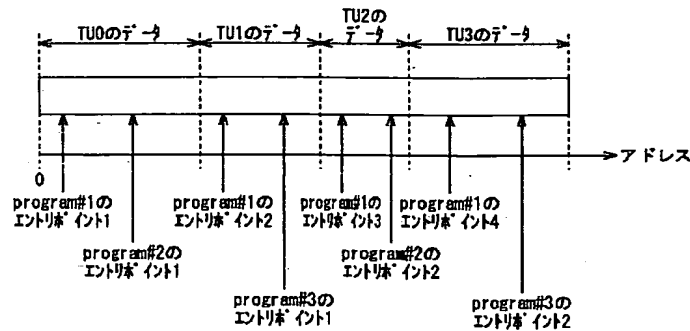 TU0のデータ
TU1のデータ
TU2の
データ
TU3のデータ
アドレス
0
program#1の
エントリポイント1
program#1の
エントリポイント2
program#1の
エントリポイント3
program#1の
エントリポイント4
program#2の
エントリポイント1
program#2の
エントリポイント2
program#3の
エントリポイント1
program#3の
エントリポイント2